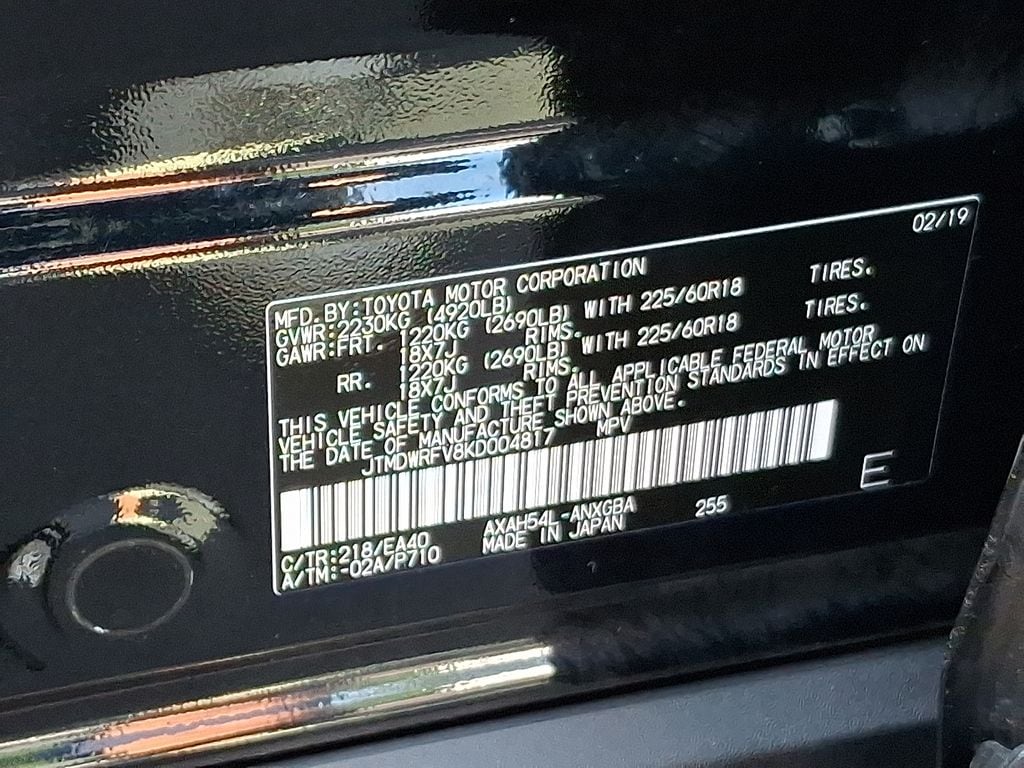 02/19
MFD.BY:TOYOTA MOTOR CORPORATION
GVWR:2230KG (4920LB)
GAWR:FRT. 1220KG (2690LB) WITH 225/60R18 TIRES.
18X7J RIMS.
RR. 1220KG (2690LB) WITH 225/60R18 TIRES.
18X7J RIMS.
THIS VEHICLE CONFORMS TO ALL APPLICABLE FEDERAL MOTOR
VEHICLE SAFETY AND THEFT PREVENTION STANDARDS IN EFFECT ON
THE DATE OF MANUFACTURE SHOWN ABOVE.
JTMDWRFV8KD004817 MPV
E
C/TR:218/EA40 AXAH54L-ANXGBA 255
A/TM:-02A/P710 MADE IN JAPAN